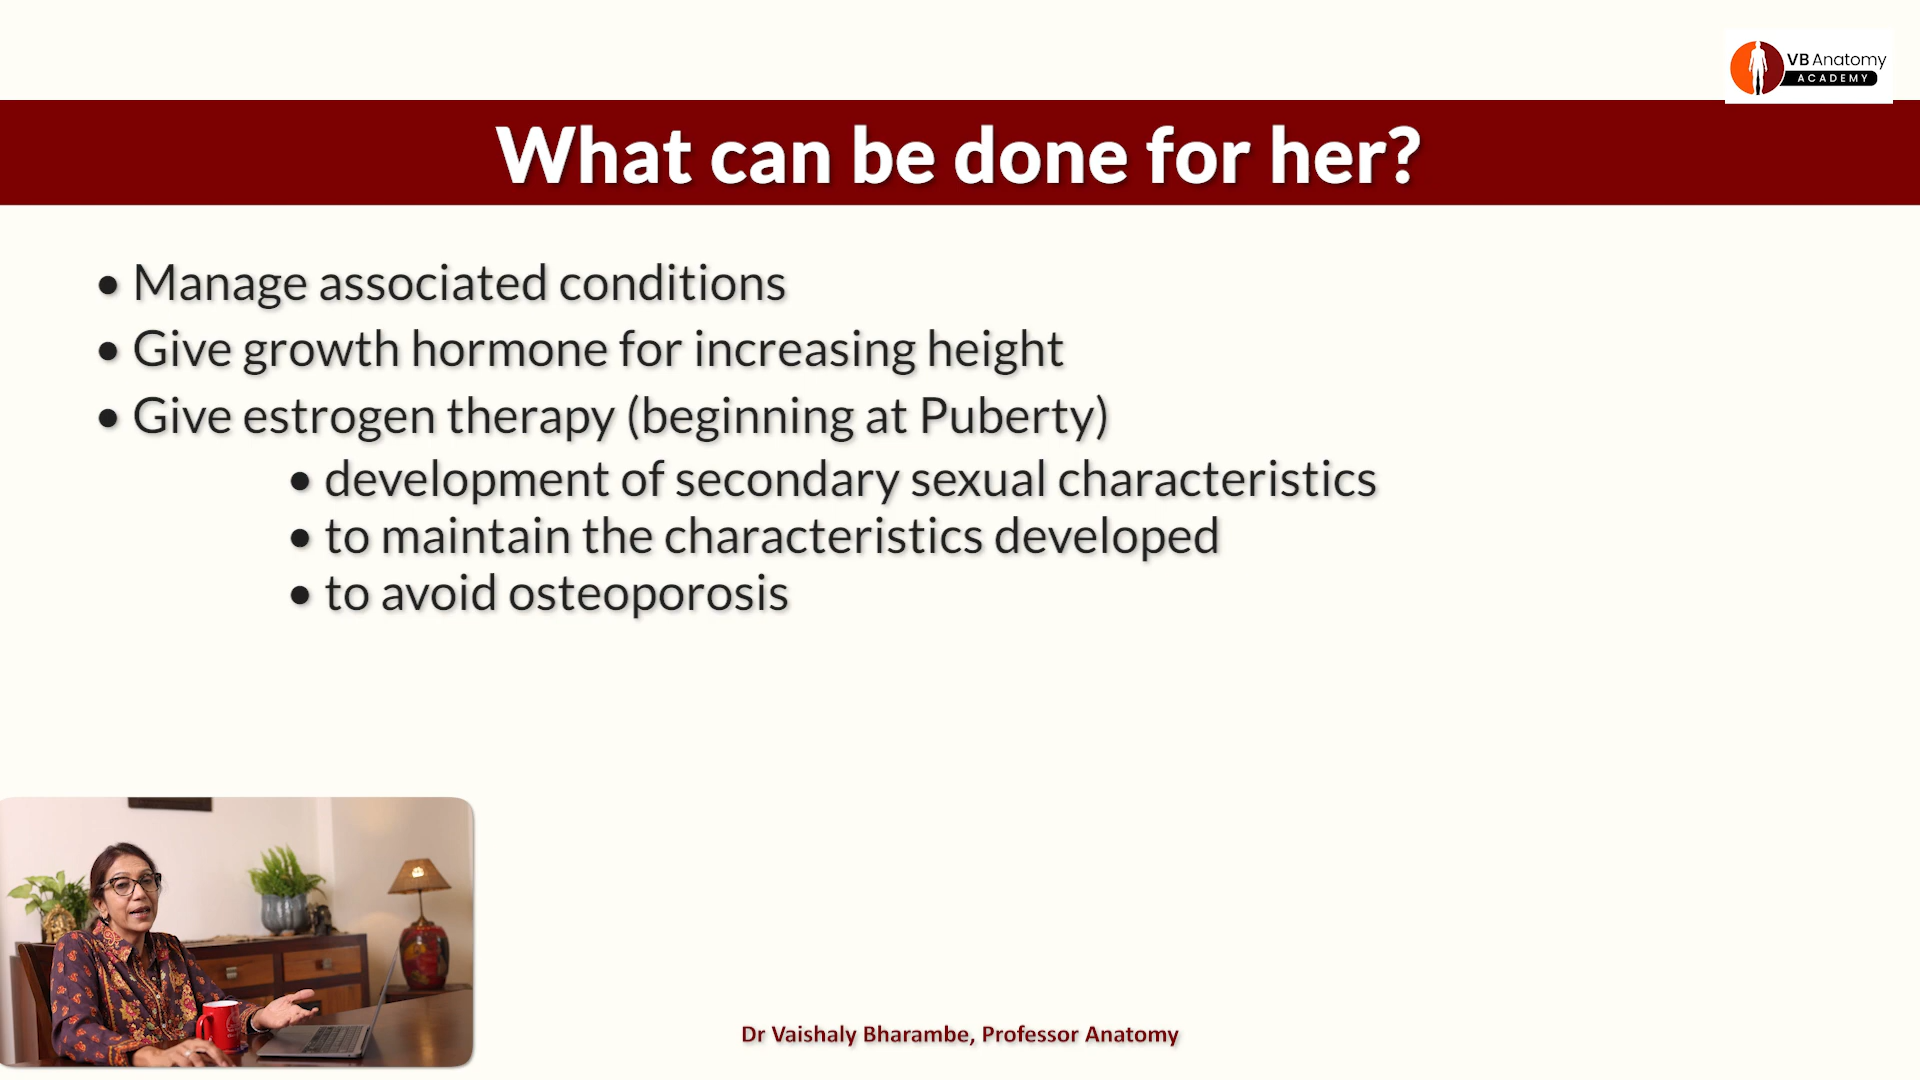 VB Anatomy
ACADEMY
What can be done for her?
• Manage associated conditions
• Give growth hormone for increasing height
• Give estrogen therapy (beginning at Puberty)
• development of secondary sexual characteristics
• to maintain the characteristics developed
• to avoid osteoporosis
Dr Vaishaly Bharambe, Professor Anatomy